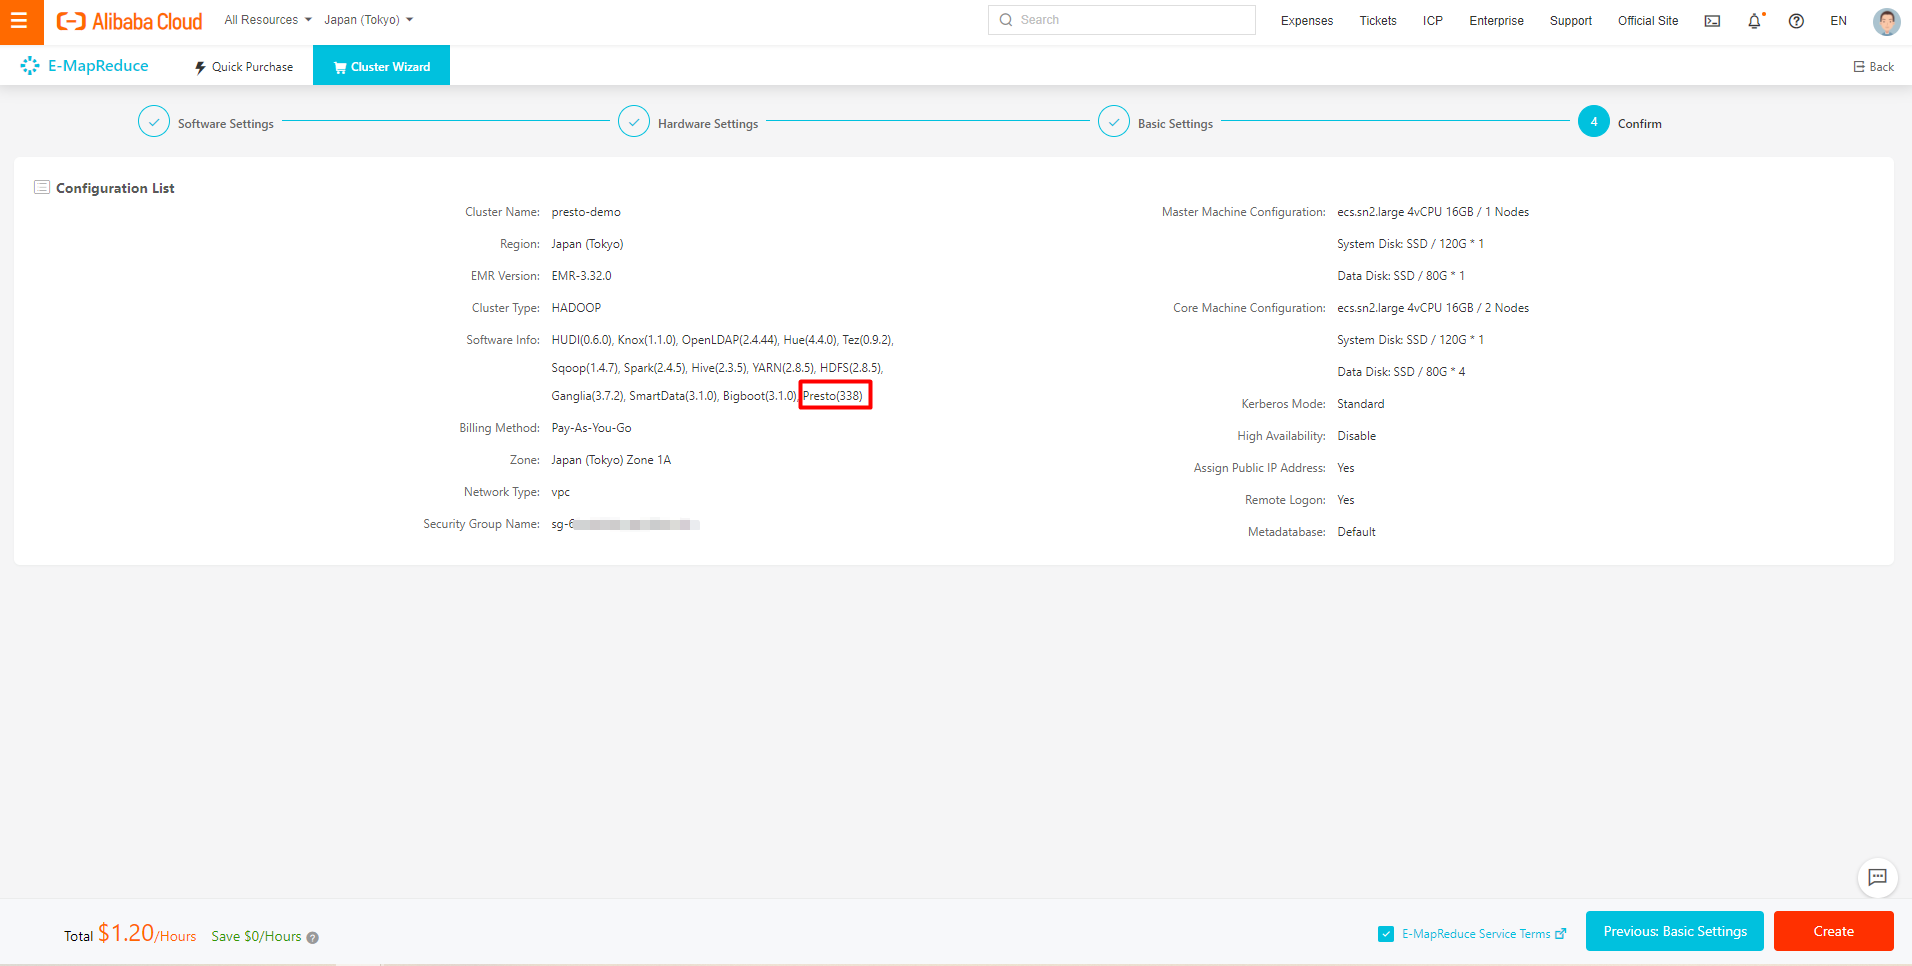 Alibaba Cloud All Resources Japan (Tokyo) Search Expenses Tickets ICP Enterprise Support Official Site EN
E-MapReduce Quick Purchase Cluster Wizard Back
Software Settings Hardware Settings Basic Settings 4 Confirm
Configuration List
Cluster Name: presto-demo
Region: Japan (Tokyo)
EMR Version: EMR-3.32.0
Cluster Type: HADOOP
Software Info: HUDI(0.6.0), Knox(1.1.0), OpenLDAP(2.4.44), Hue(4.4.0), Tez(0.9.2),
Sqoop(1.4.7), Spark(2.4.5), Hive(2.3.5), YARN(2.8.5), HDFS(2.8.5),
Ganglia(3.7.2), SmartData(3.1.0), Bigboot(3.1.0), Presto(338)
Billing Method: Pay-As-You-Go
Zone: Japan (Tokyo) Zone 1A
Network Type: vpc
Security Group Name: sg-6
Master Machine Configuration: ecs.sn2.large 4vCPU 16GB / 1 Nodes
System Disk: SSD / 120G * 1
Data Disk: SSD / 80G * 1
Core Machine Configuration: ecs.sn2.large 4vCPU 16GB / 2 Nodes
System Disk: SSD / 120G * 1
Data Disk: SSD / 80G * 4
Kerberos Mode: Standard
High Availability: Disable
Assign Public IP Address: Yes
Remote Logon: Yes
Metadatabase: Default
Total $1.20/Hours Save $0/Hours ? E-MapReduce Service Terms Previous: Basic Settings Create